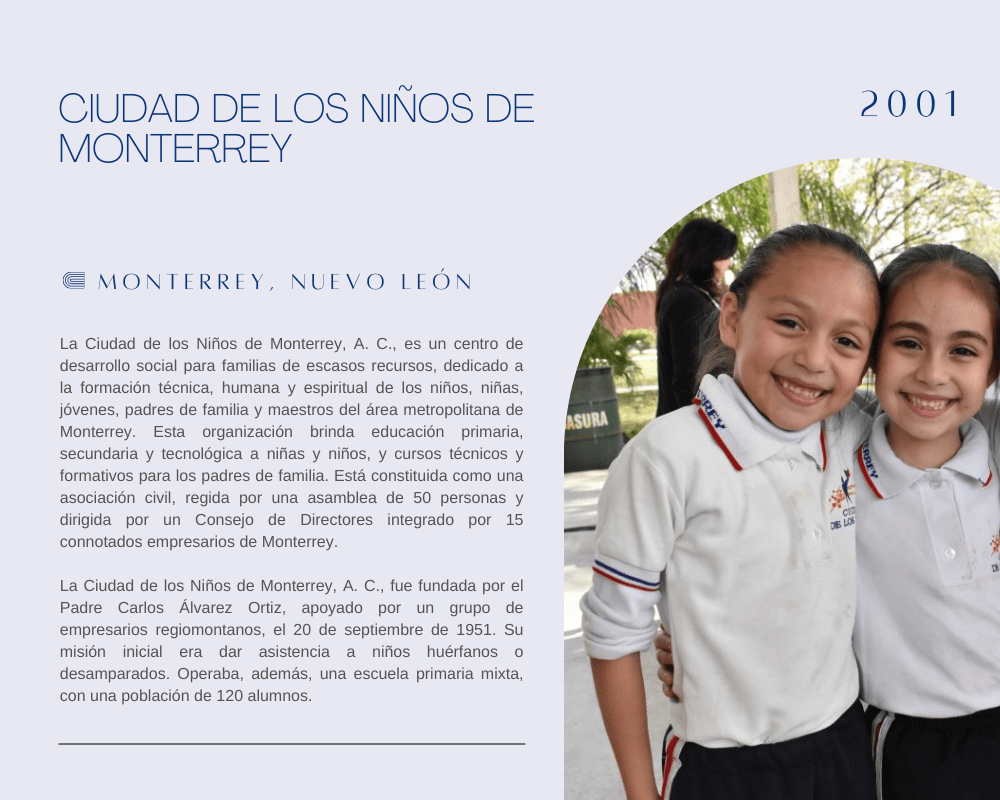 CIUDAD DE LOS NIÑOS DE
MONTERREY
2001
MONTERREY, NUEVO LEÓN
La Ciudad de los Niños de Monterrey, A. C., es un centro de
desarrollo social para familias de escasos recursos, dedicado a
la formación técnica, humana y espiritual de los niños, niñas,
jóvenes, padres de familia y maestros del área metropolitana de
Monterrey. Esta organización brinda educación primaria,
secundaria y tecnológica a niñas y niños, y cursos técnicos y
formativos para los padres de familia. Está constituida como una
asociación civil, regida por una asamblea de 50 personas y
dirigida por un Consejo de Directores integrado por 15
connotados empresarios de Monterrey.
La Ciudad de los Niños de Monterrey, A. C., fue fundada por el
Padre Carlos Álvarez Ortiz, apoyado por un grupo de
empresarios regiomontanos, el 20 de septiembre de 1951. Su
misión inicial era dar asistencia a niños huérfanos o
desamparados. Operaba, además, una escuela primaria mixta,
con una población de 120 alumnos.
ASURA
DE LOS